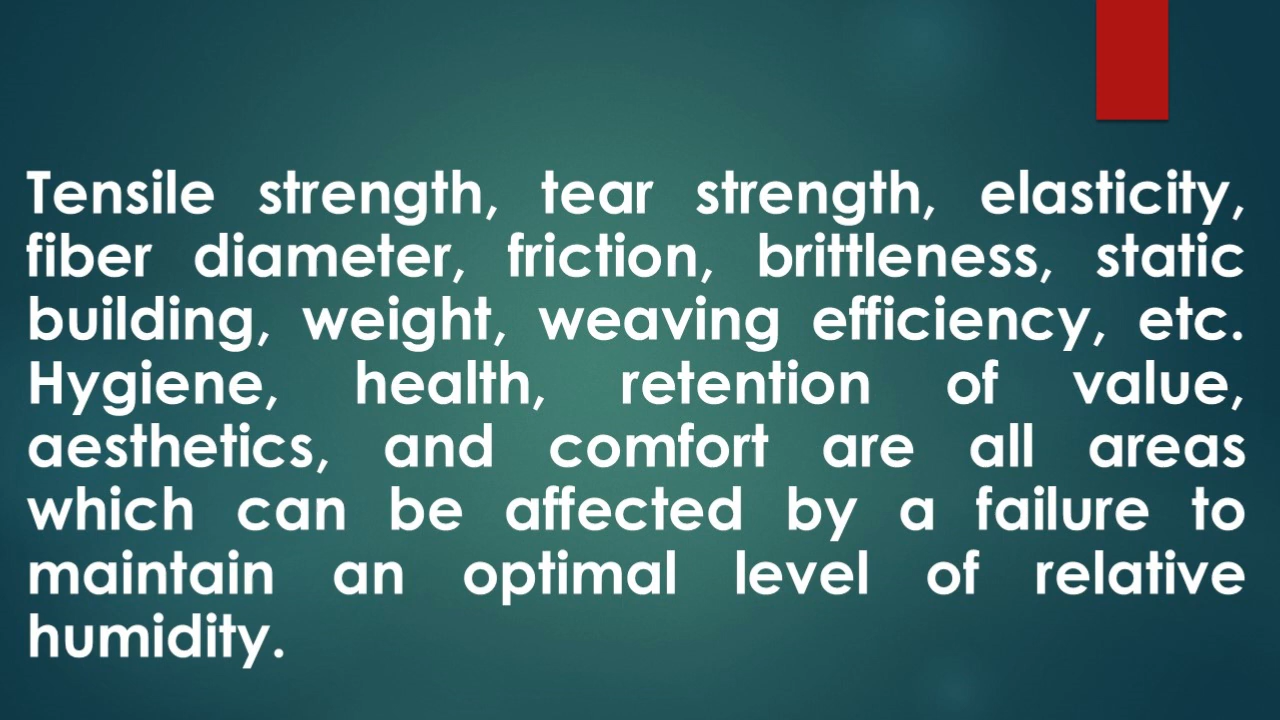 Tensile strength, tear strength, elasticity,
fiber diameter, friction, brittleness, static
building, weight, weaving efficiency, etc.
Hygiene, health, retention of value,
aesthetics, and comfort are all areas
which can be affected by a failure to
maintain an optimal level of relative
humidity.